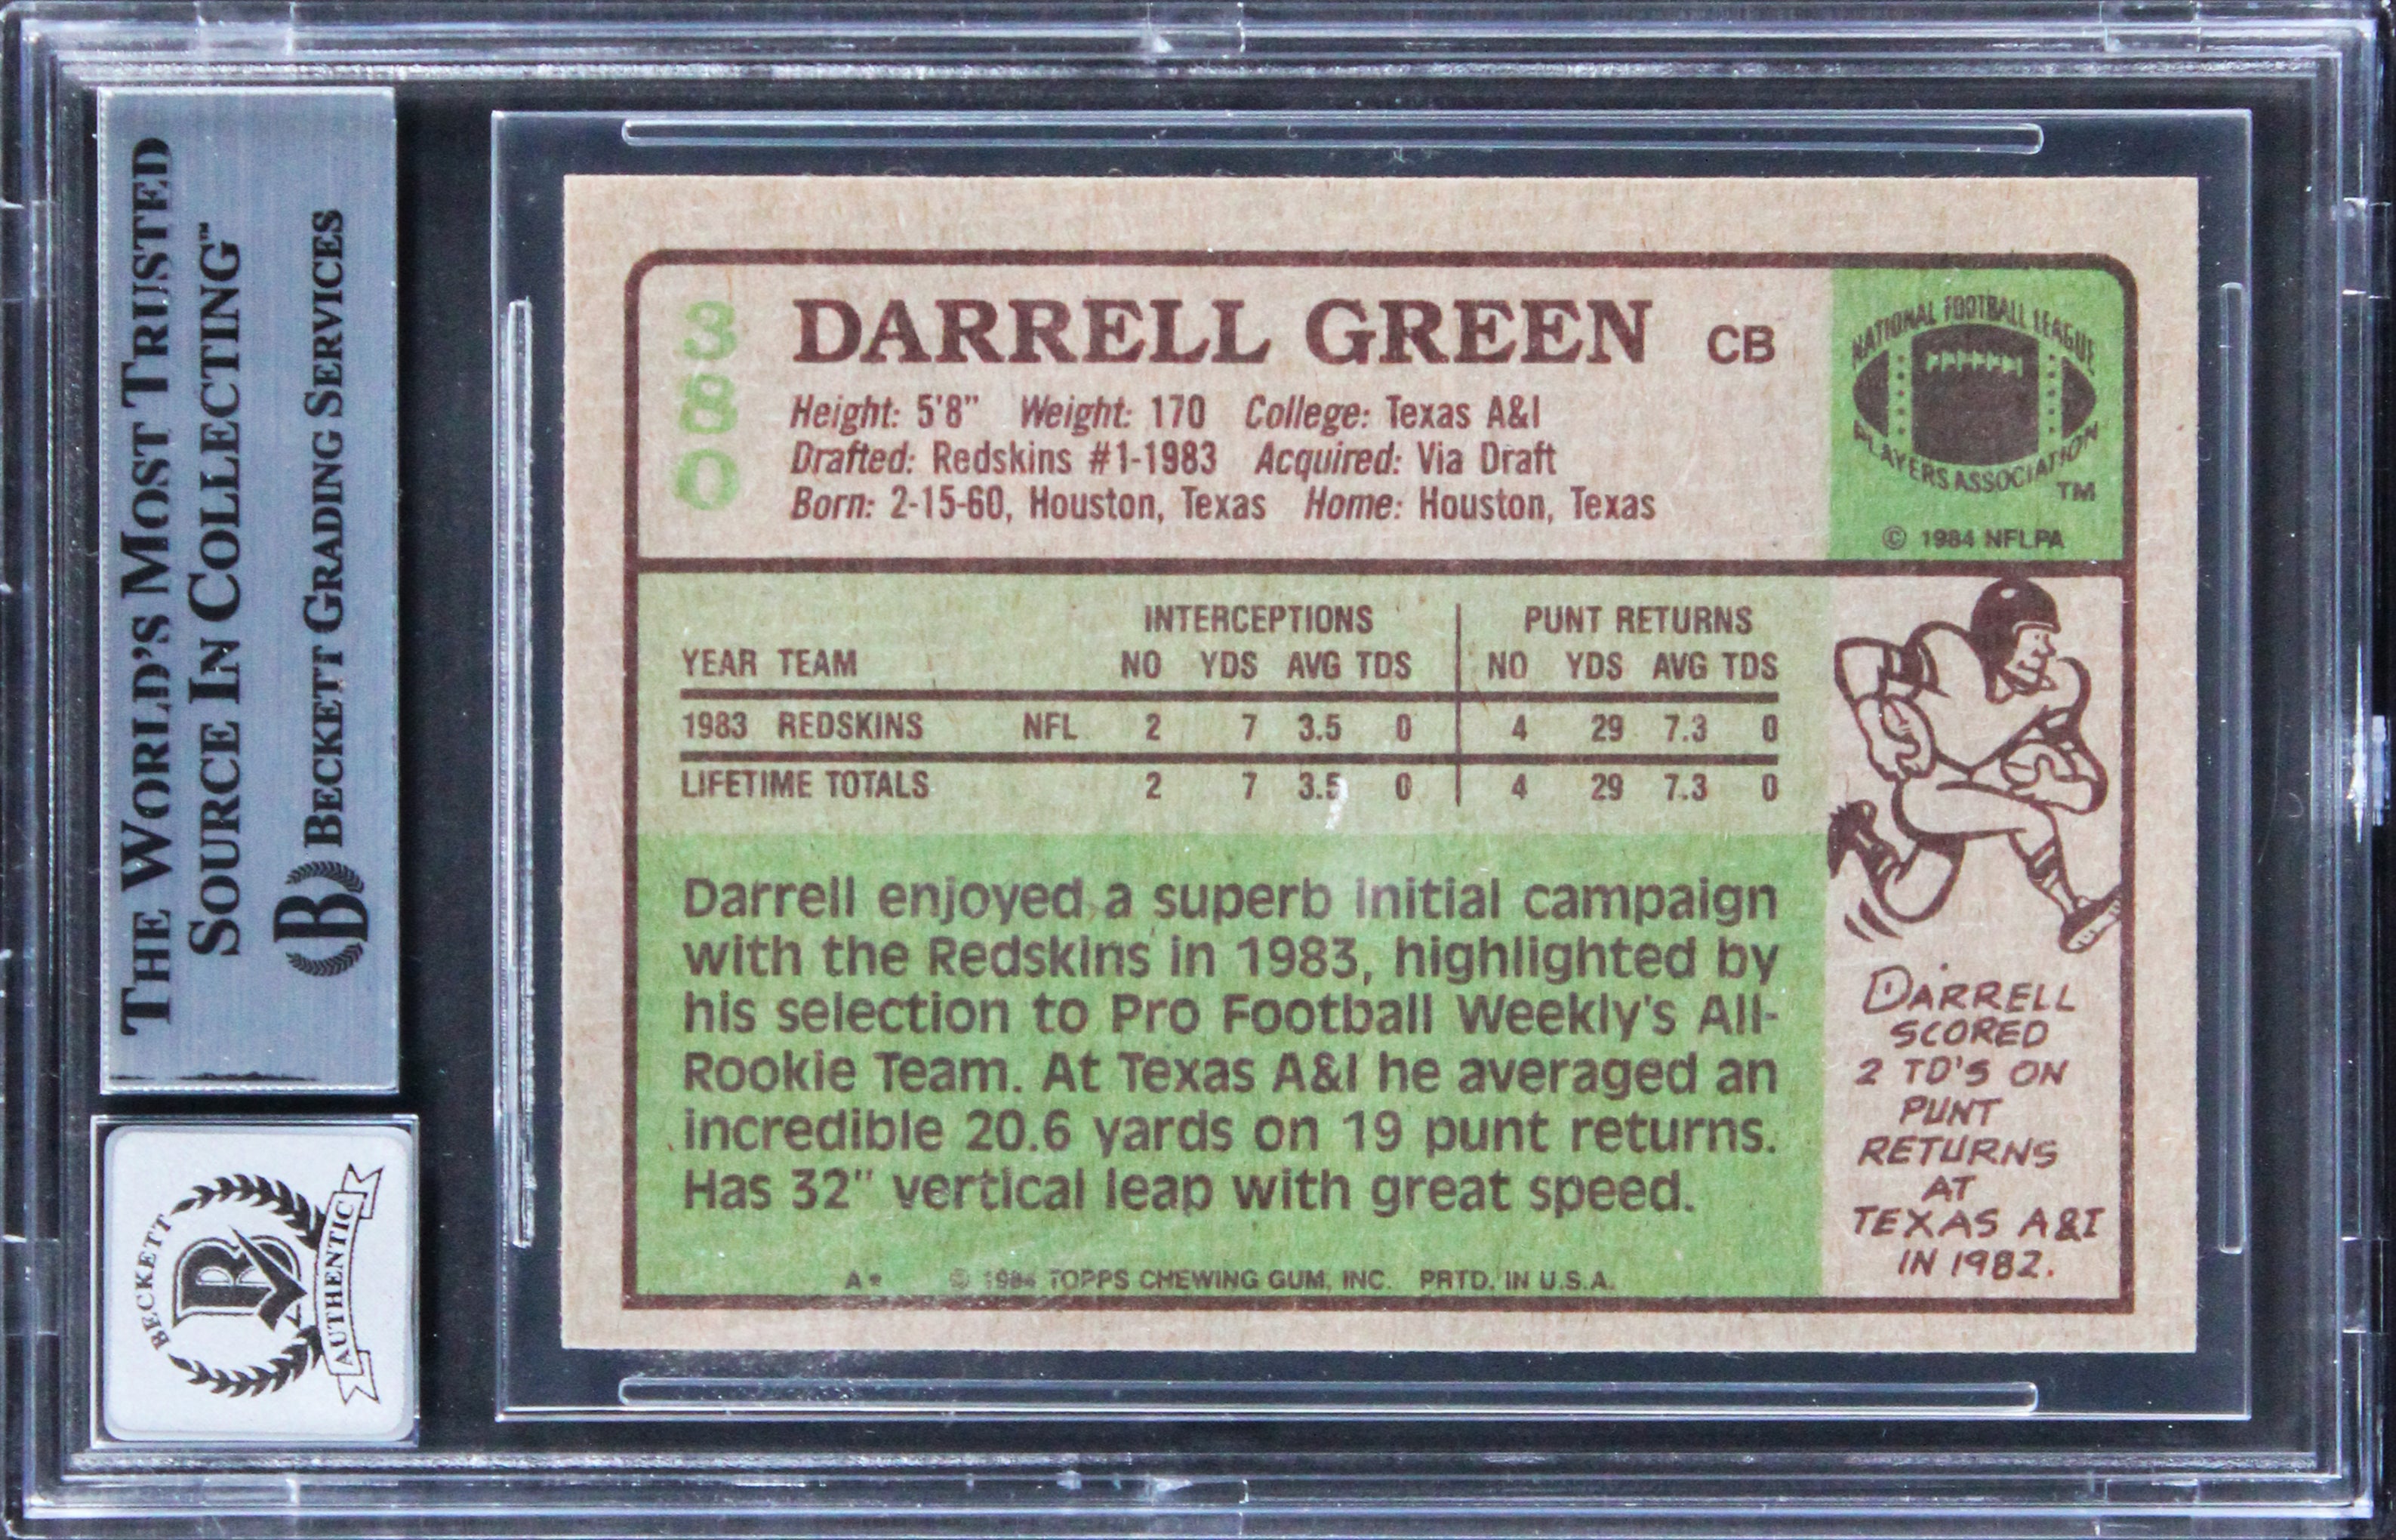 THE WORLD'S MOST TRUSTED
SOURCE IN COLLECTING™
B BECKETT GRADING SERVICES
BECKETT
B
AUTHENTIC
380
DARRELL GREEN CB
Height: 5'8" Weight: 170 College: Texas A&I
Drafted: Redskins #1-1983 Acquired: Via Draft
Born: 2-15-60, Houston, Texas Home: Houston, Texas
NATIONAL FOOTBALL LEAGUE
PLAYERS ASSOCIATION
TM
© 1984 NFLPA
INTERCEPTIONS PUNT RETURNS
YEAR TEAM NO YDS AVG TDS NO YDS AVG TDS
1983 REDSKINS NFL 2 7 3.5 0 4 29 7.3 0
LIFETIME TOTALS 2 7 3.5 0 4 29 7.3 0
Darrell enjoyed a superb initial campaign
with the Redskins in 1983, highlighted by
his selection to Pro Football Weekly's All-
Rookie Team. At Texas A&I he averaged an
incredible 20.6 yards on 19 punt returns.
Has 32" vertical leap with great speed.
DARRELL
SCORED
2 TD'S ON
PUNT
RETURNS
AT
TEXAS A&I
IN 1982.
A* © 1984 TOPPS CHEWING GUM, INC. PRTD. IN U.S.A.